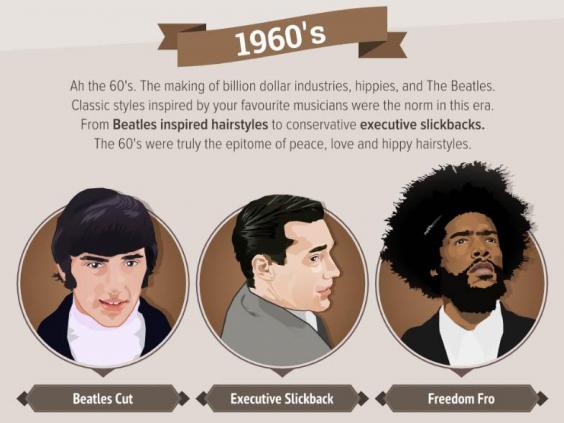 1960's
Ah the 60's. The making of billion dollar industries, hippies, and The Beatles.
Classic styles inspired by your favourite musicians were the norm in this era.
From Beatles inspired hairstyles to conservative executive slickbacks.
The 60's were truly the epitome of peace, love and hippy hairstyles.
Beatles Cut
Executive Slickback
Freedom Fro